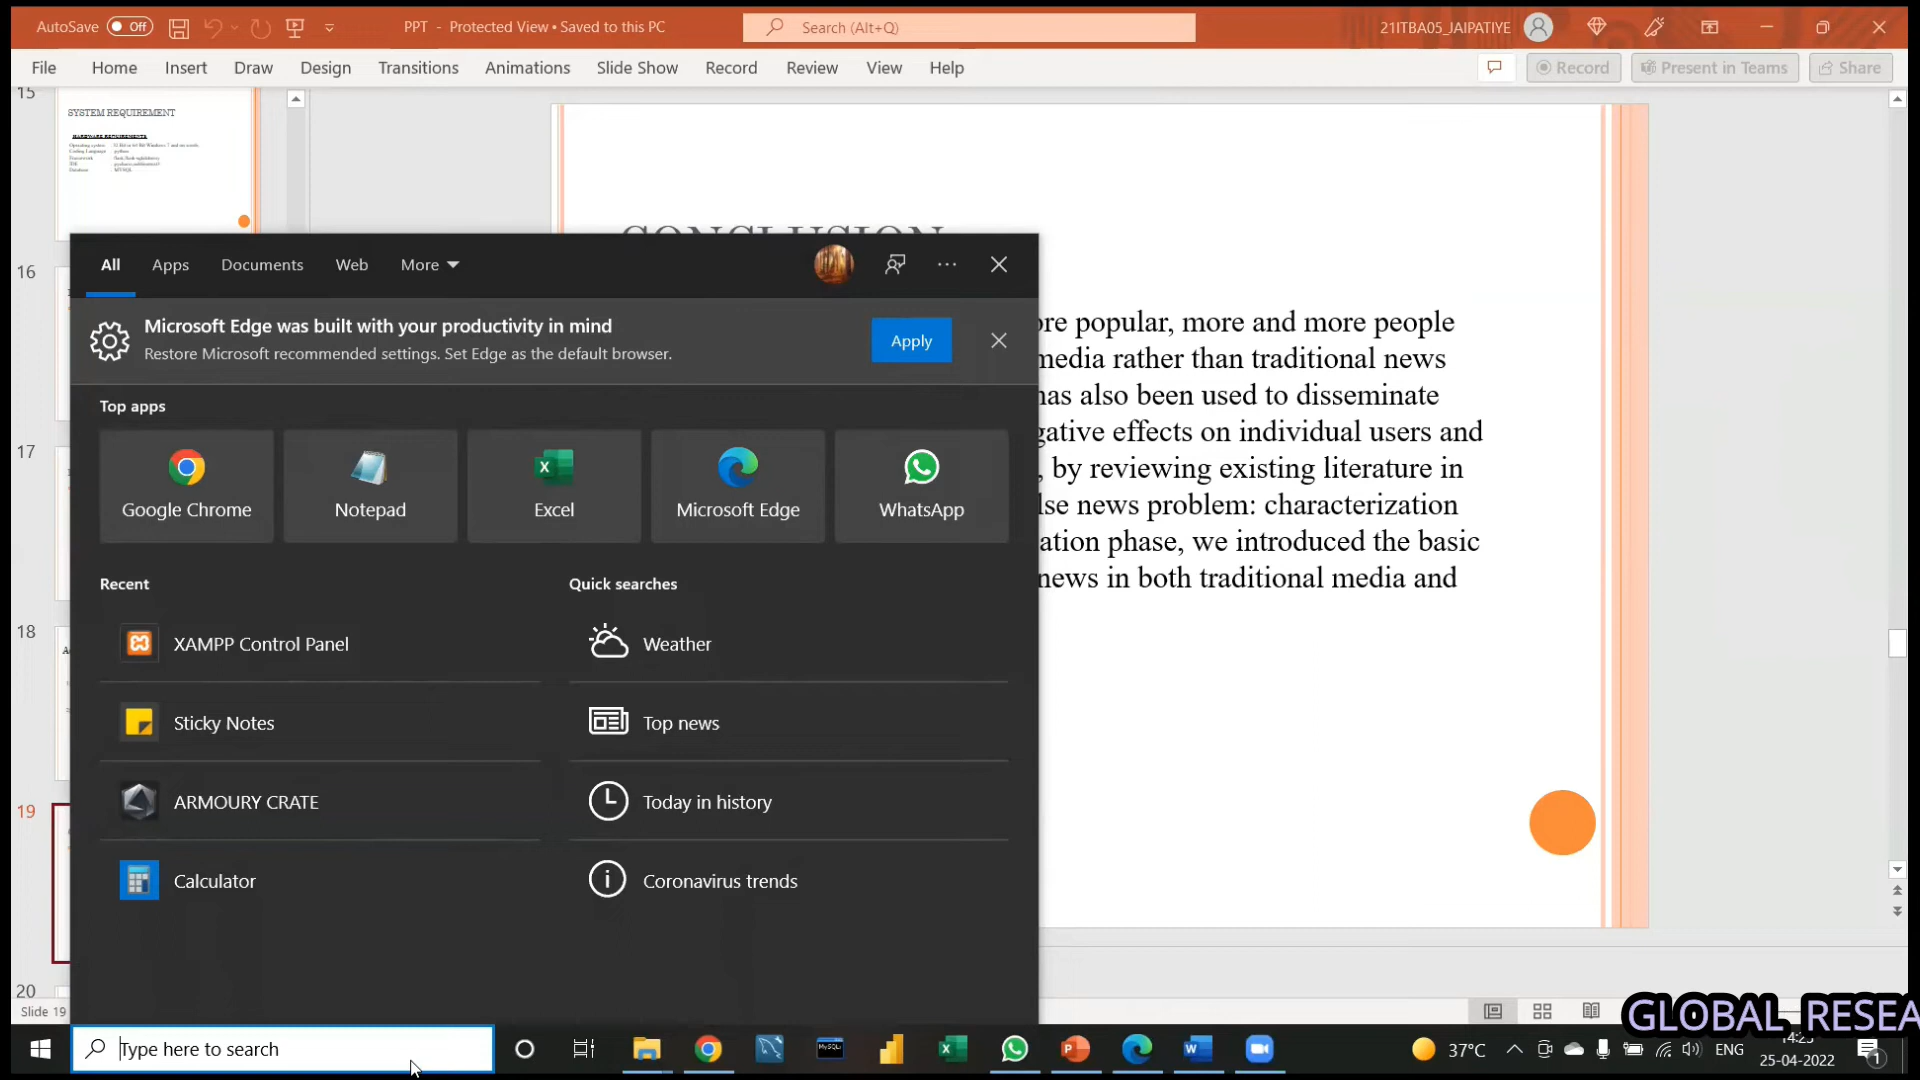 AutoSave Off
PPT - Protected View • Saved to this PC
Search (Alt+Q)
21ITBA05_JAIPATIYE
File Home Insert Draw Design Transitions Animations Slide Show Record Review View Help
Record Present in Teams Share
15
SYSTEM REQUIREMENT
HARDWARE REQUIREMENTS
16
17
18
19
20
CONCLUSION
ore popular, more and more people
media rather than traditional news
has also been used to disseminate
gative effects on individual users and
, by reviewing existing literature in
lse news problem: characterization
ation phase, we introduced the basic
news in both traditional media and
All Apps Documents Web More
Microsoft Edge was built with your productivity in mind
Restore Microsoft recommended settings. Set Edge as the default browser.
Apply
Top apps
Google Chrome Notepad Excel Microsoft Edge WhatsApp
Recent
XAMPP Control Panel
Sticky Notes
ARMOURY CRATE
Calculator
Quick searches
Weather
Top news
Today in history
Coronavirus trends
Slide 19
GLOBAL RESEA
Type here to search
37°C
ENG
25-04-2022
1